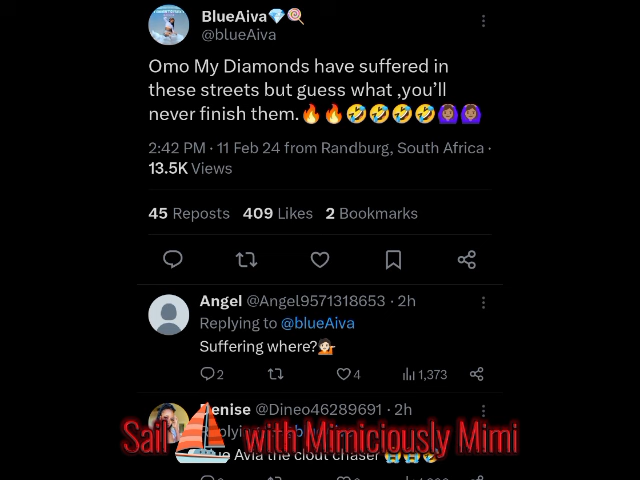 BlueAiva💎🍭
@blueAiva
Omo My Diamonds have suffered in
these streets but guess what ,you'll
never finish them.🔥🔥🤣🤣🤣🤣🙆🏽‍♀️🙆🏽‍♀️
2:42 PM · 11 Feb 24 from Randburg, South Africa ·
13.5K Views
45 Reposts 409 Likes 2 Bookmarks
Angel @Angel9571318653 · 2h
Replying to @blueAiva
Suffering where?💁🏻‍♀️
2 4 1,373
Denise @Dineo46289691 · 2h
Sail⛵ with Mimiciously Mimi
Avia the clout chaser